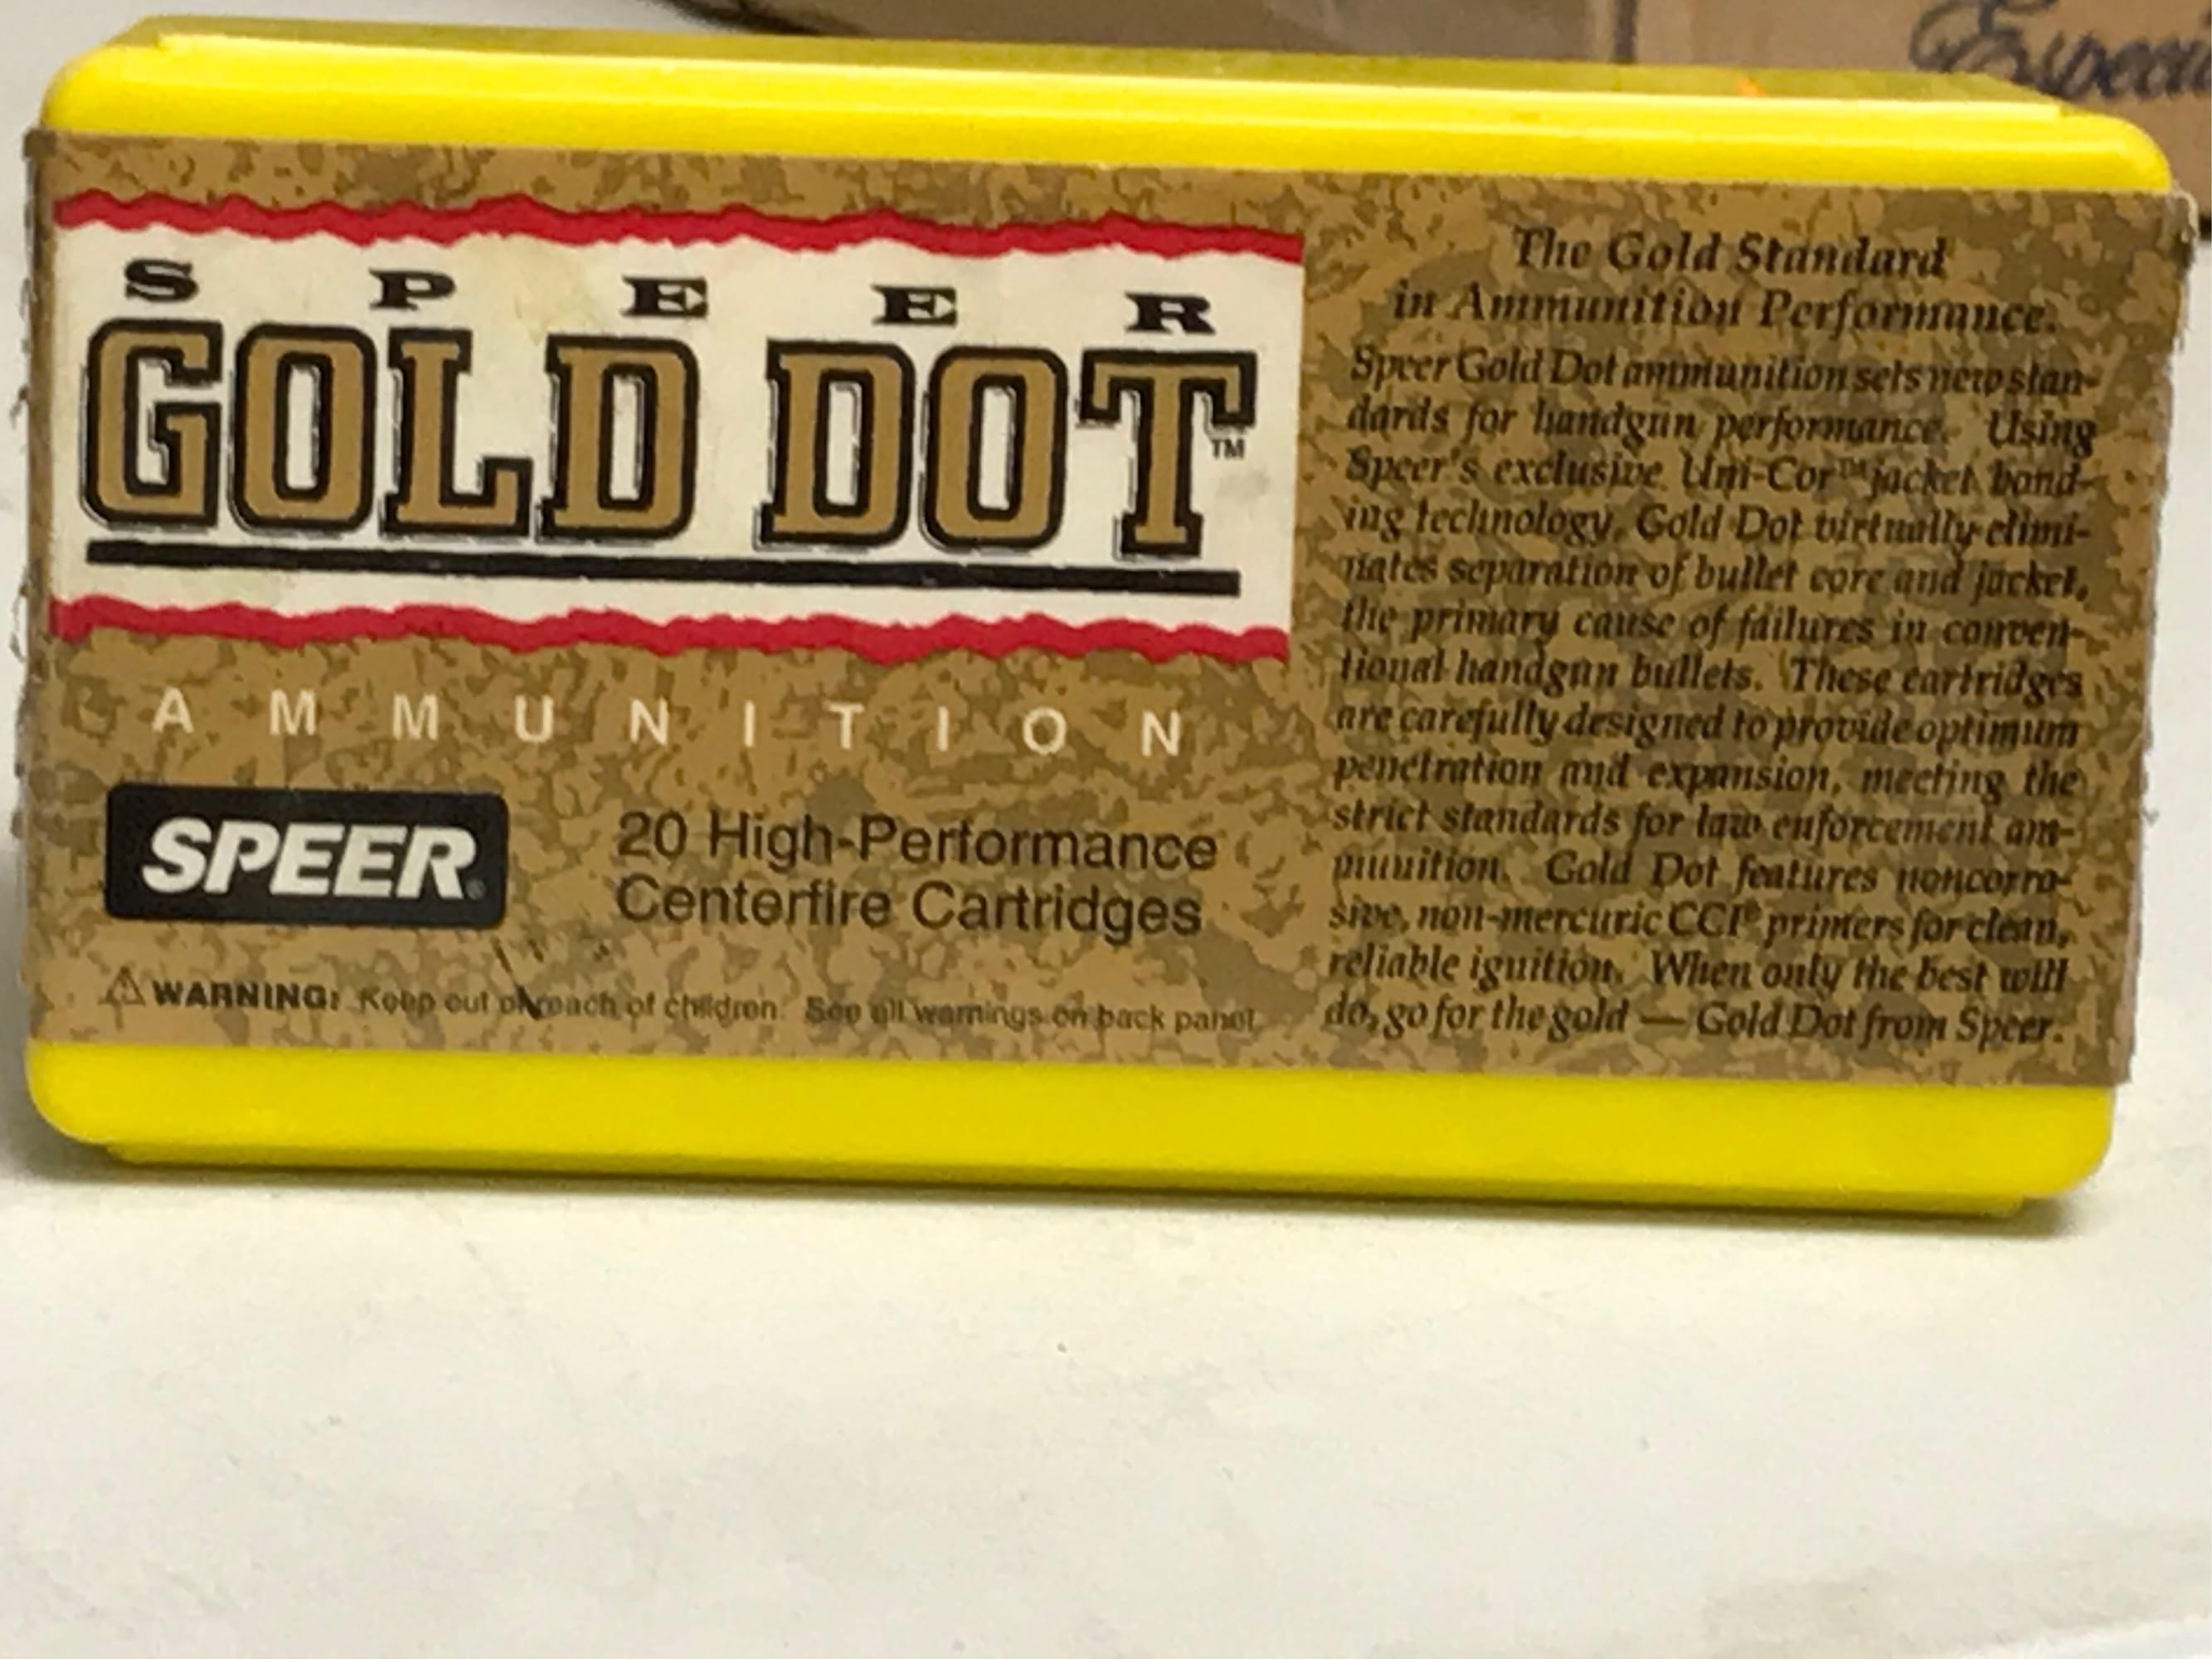 Especia
SPEER
GOLD DOT™
AMMUNITION
SPEER®
20 High-Performance
Centerfire Cartridges
⚠WARNING: Keep out of reach of children. See all warnings on back panel
The Gold Standard
in Ammunition Performance.
Speer Gold Dot ammunition sets new stan-
dards for handgun performance. Using
Speer's exclusive Uni-Cor™ jacket bond-
ing technology, Gold Dot virtually elimi-
nates separation of bullet core and jacket,
the primary cause of failures in conven-
tional handgun bullets. These cartridges
are carefully designed to provide optimum
penetration and expansion, meeting the
strict standards for law enforcement am-
munition. Gold Dot features noncorro-
sive, non-mercuric CCI® primers for clean,
reliable ignition. When only the best will
do, go for the gold — Gold Dot from Speer.